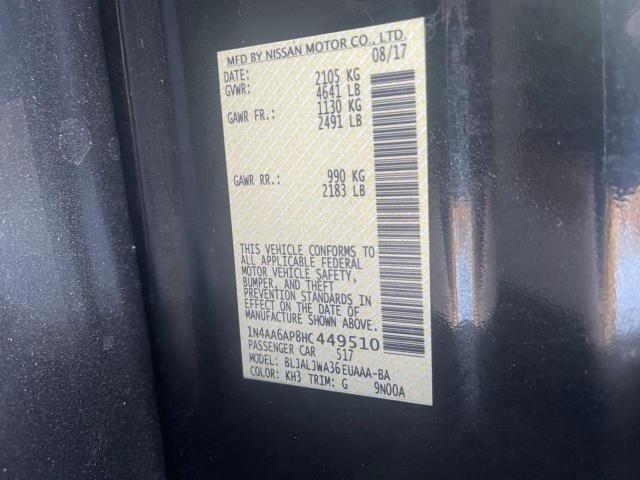 MFD BY NISSAN MOTOR CO., LTD.
DATE: 08/17
GVWR: 2105 KG
4641 LB
GAWR FR.: 1130 KG
2491 LB
GAWR RR.: 990 KG
2183 LB
THIS VEHICLE CONFORMS TO
ALL APPLICABLE FEDERAL
MOTOR VEHICLE SAFETY,
BUMPER, AND THEFT
PREVENTION STANDARDS IN
EFFECT ON THE DATE OF
MANUFACTURE SHOWN ABOVE.
1N4AA6AP8HC449510
PASSENGER CAR 517
MODEL: BLJALJWA36EUAAA-BA
COLOR: KH3 TRIM: G 9N00A